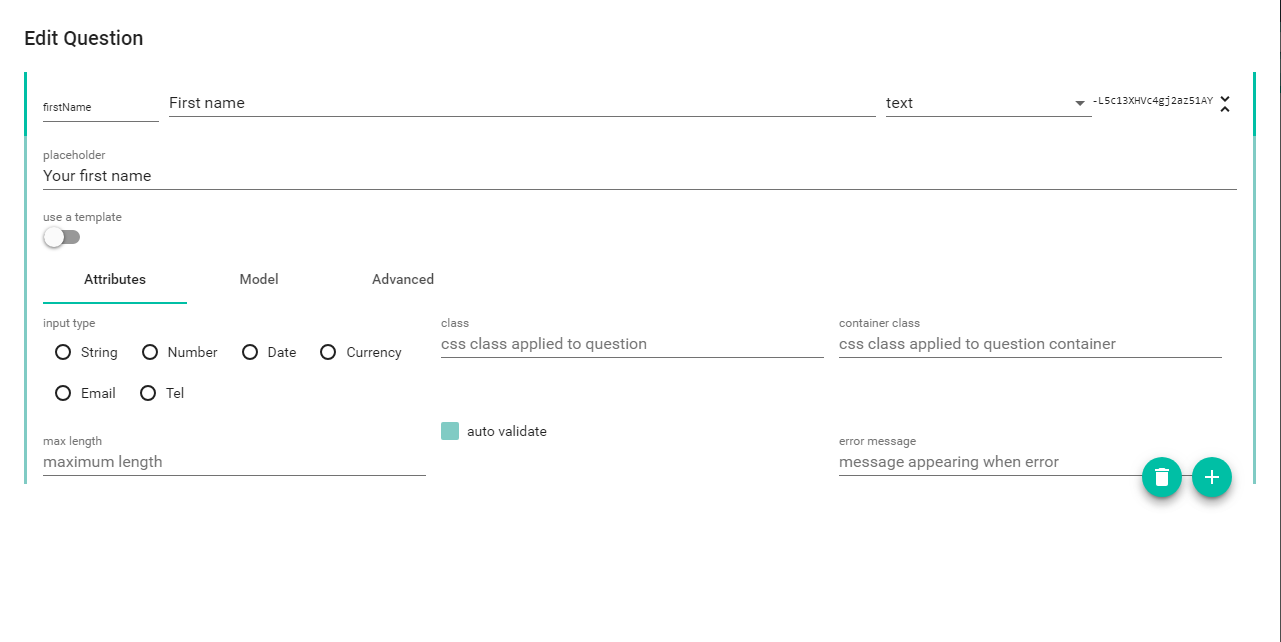 Edit Question
firstName First name text -L5c13XHVc4gj2az51AY
placeholder
Your first name
use a template
Attributes Model Advanced
input type class container class
String Number Date Currency css class applied to question css class applied to question container
Email Tel
auto validate
max length error message
maximum length message appearing when error